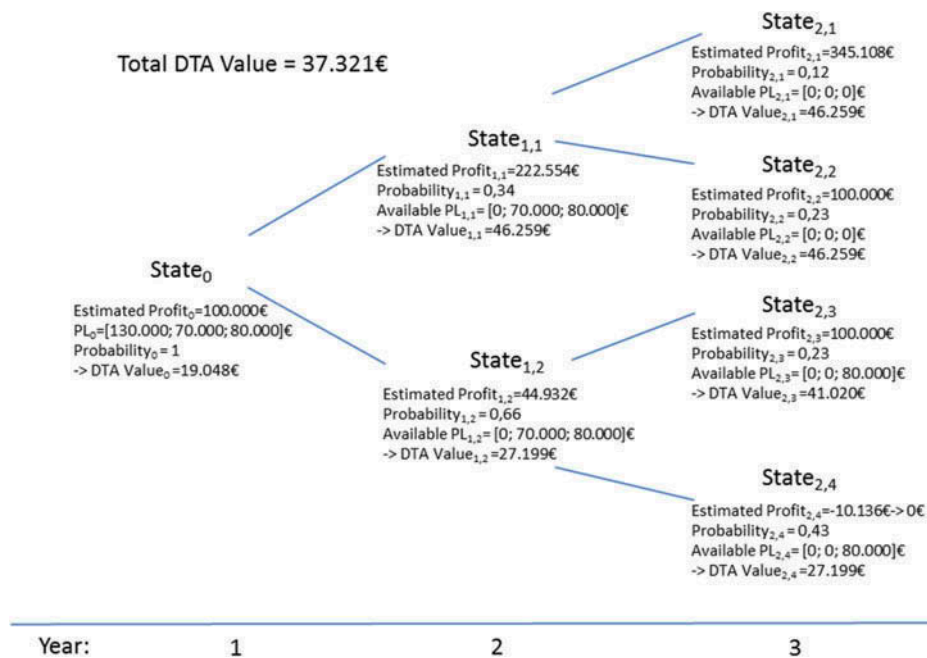 Total DTA Value = 37.321€
State0
Estimated Profit0=100.000€
PL0=[130.000; 70.000; 80.000]€
Probability0 = 1
-> DTA Value0 =19.048€
State1,1
Estimated Profit1,1=222.554€
Probability1,1 = 0,34
Available PL1,1= [0; 70.000; 80.000]€
-> DTA Value1,1 =46.259€
State1,2
Estimated Profit1,2=44.932€
Probability1,2 = 0,66
Available PL1,2= [0; 70.000; 80.000]€
-> DTA Value1,2 =27.199€
State2,1
Estimated Profit2,1=345.108€
Probability2,1 = 0,12
Available PL2,1= [0; 0; 0]€
-> DTA Value2,1 =46.259€
State2,2
Estimated Profit2,2=100.000€
Probability2,2 = 0,23
Available PL2,2= [0; 0; 0]€
-> DTA Value2,2 =46.259€
State2,3
Estimated Profit2,3=100.000€
Probability2,3 = 0,23
Available PL2,3= [0; 0; 80.000]€
-> DTA Value2,3 =41.020€
State2,4
Estimated Profit2,4=-10.136€-> 0€
Probability2,4 = 0,43
Available PL2,4= [0; 0; 80.000]€
-> DTA Value2,4 =27.199€
Year: 1 2 3